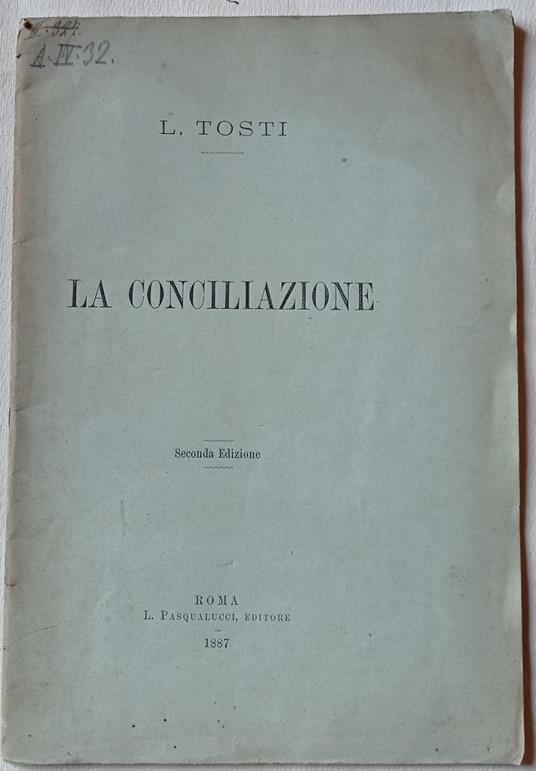 A.IV.32.
L. TOSTI
LA CONCILIAZIONE
Seconda Edizione
ROMA
L. Pasqualucci, editore
1887